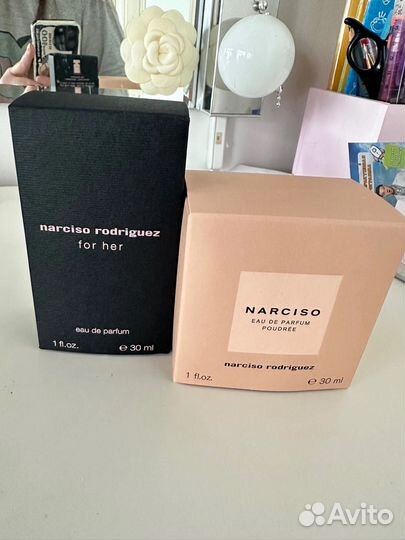 narciso rodriguez
for her
eau de parfum
1 fl.oz. ℮ 30 ml
NARCISO
EAU DE PARFUM
POUDRÉE
narciso rodriguez
1 fl.oz. ℮ 30 ml
Avito